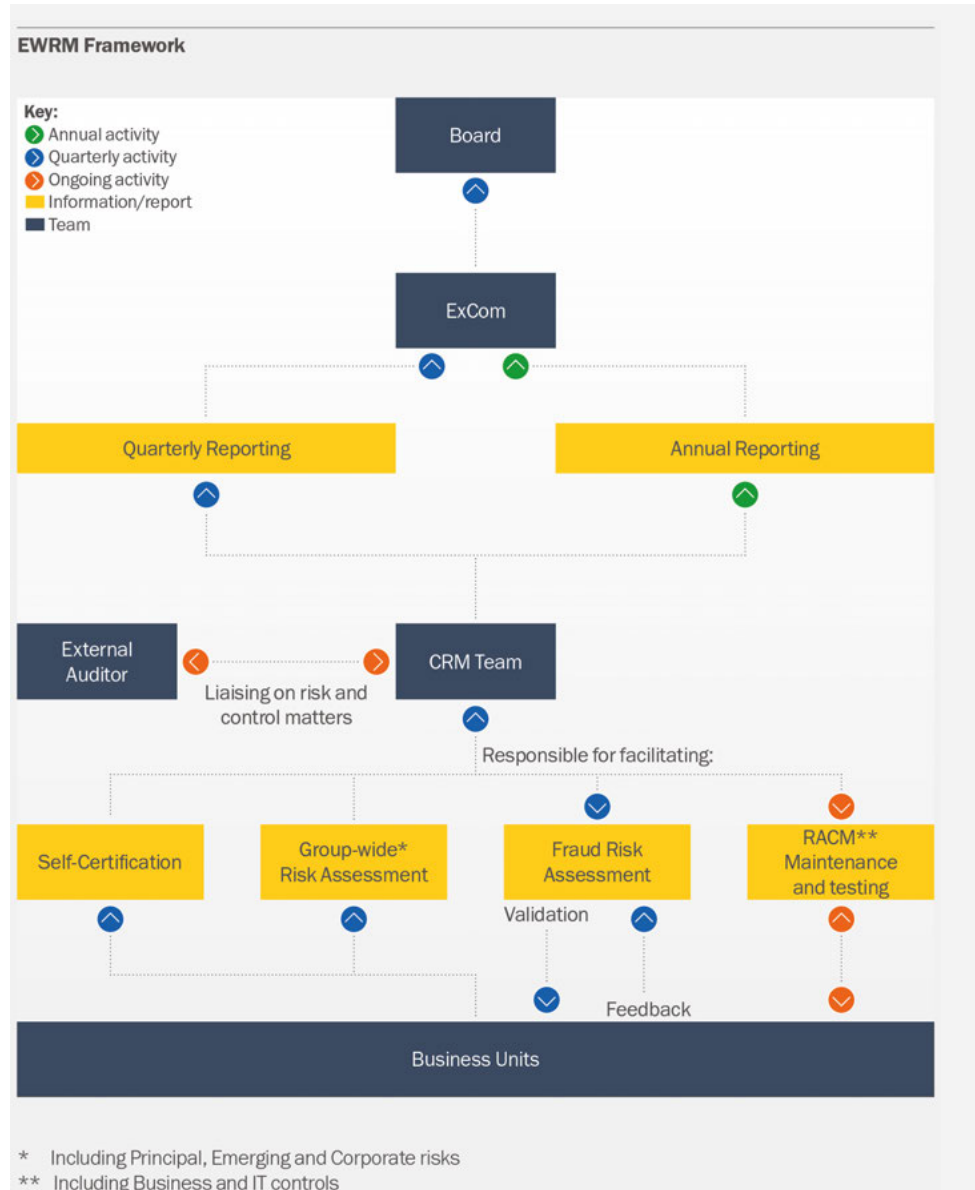 EWRM Framework
Key:
Annual activity
Quarterly activity
Ongoing activity
Information/report
Team
Board
ExCom
Quarterly Reporting
Annual Reporting
External
Auditor
CRM Team
Liaising on risk and
control matters
Responsible for facilitating:
Self-Certification
Group-wide*
Risk Assessment
Fraud Risk
Assessment
RACM**
Maintenance
and testing
Validation
Feedback
Business Units
* Including Principal, Emerging and Corporate risks
** Including Business and IT controls